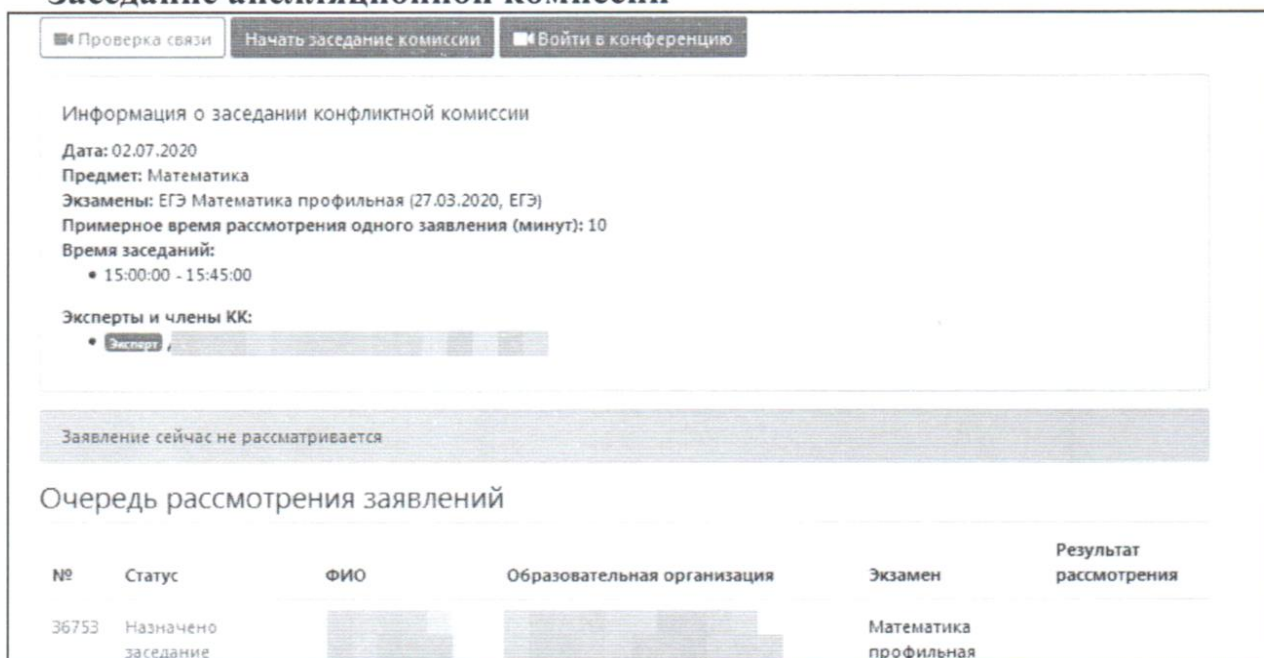 Заседание апелляционной комиссии
Проверка связи Начать заседание комиссии Войти в конференцию
Информация о заседании конфликтной комиссии
Дата: 02.07.2020
Предмет: Математика
Экзамены: ЕГЭ Математика профильная (27.03.2020, ЕГЭ)
Примерное время рассмотрения одного заявления (минут): 10
Время заседаний:
• 15:00:00 - 15:45:00
Эксперты и члены КК:
• Эксперт
Заявление сейчас не рассматривается
Очередь рассмотрения заявлений
№ Статус ФИО Образовательная организация Экзамен Результат рассмотрения
36753 Назначено заседание Математика профильная